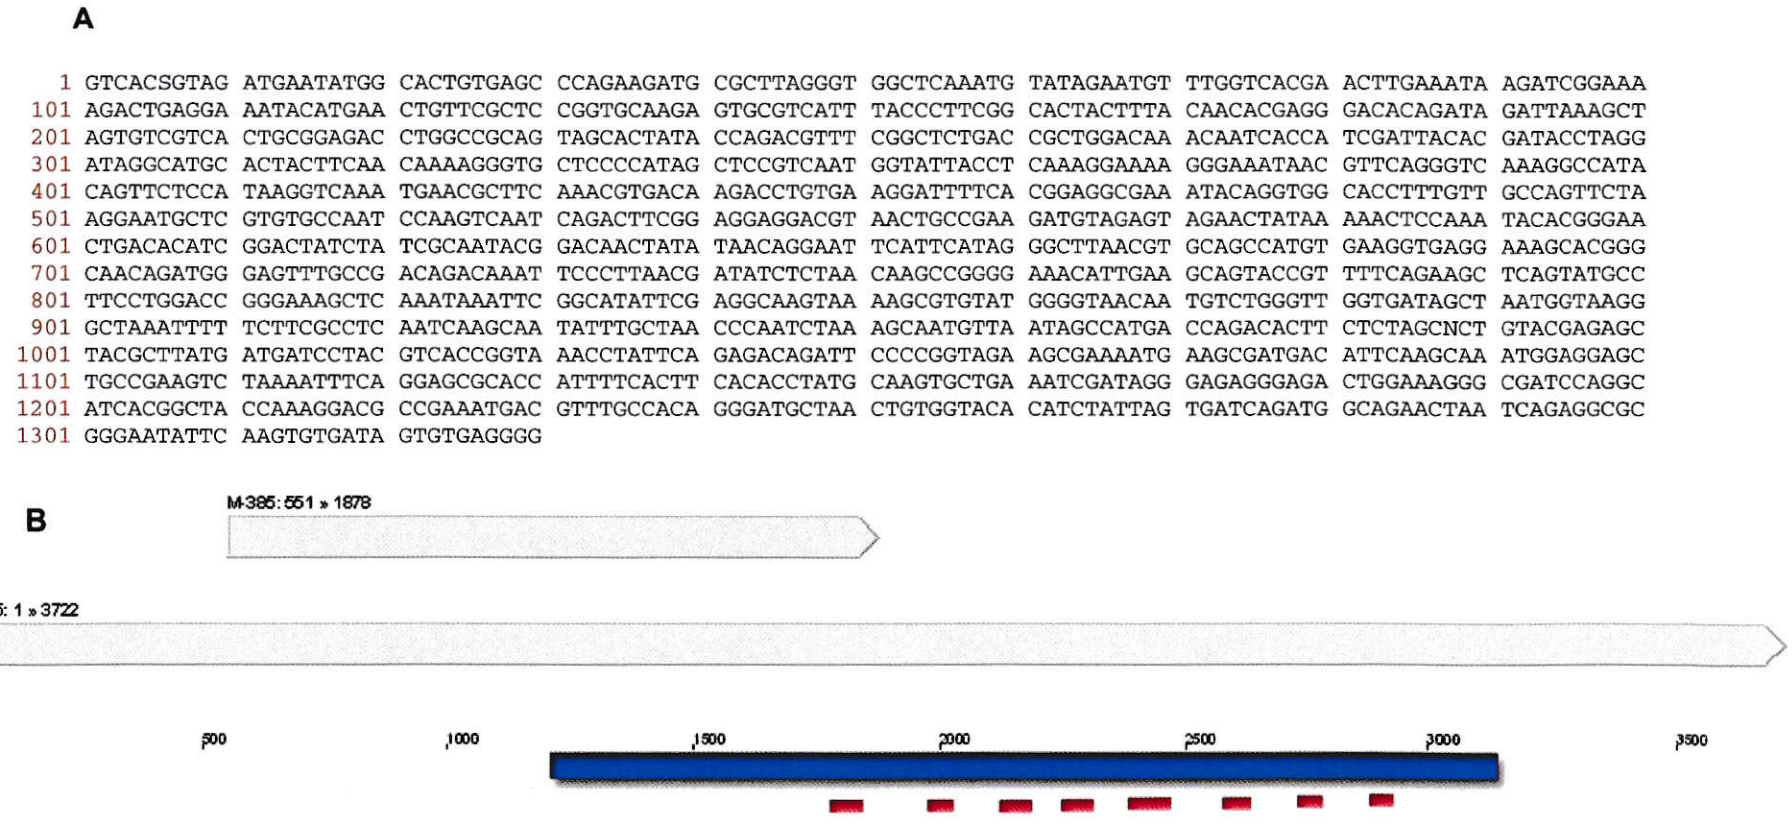 A
1 GTCACSGTAG ATGAATATGG CACTGTGAGC CCAGAAGATG CGCTTAGGGT GGCTCAAATG TATAGAATGT TTGGTCACGA ACTTGAAATA AGATCGGAAA
101 AGACTGAGGA AATACATGAA CTGTTCGCTC CGGTGCAAGA GTGCGTCATT TACCCTTCGG CACTACTTTA CAACACGAGG GACACAGATA GATTAAAGCT
201 AGTGTCGTCA CTGCGGAGAC CTGGCCGCAG TAGCACTATA CCAGACGTTT CGGCTCTGAC CGCTGGACAA ACAATCACCA TCGATTACAC GATACCTAGG
301 ATAGGCATGC ACTACTTCAA CAAAAGGGTG CTCCCCATAG CTCCGTCAAT GGTATTACCT CAAAGGAAAA GGGAAATAAC GTTCAGGGTC AAAGGCCATA
401 CAGTTCTCCA TAAGGTCAAA TGAACGCTTC AAACGTGACA AGACCTGTGA AGGATTTTCA CGGAGGCGAA ATACAGGTGG CACCTTTGTT GCCAGTTCTA
501 AGGAATGCTC GTGTGCCAAT CCAAGTCAAT CAGACTTCGG AGGAGGACGT AACTGCCGAA GATGTAGAGT AGAACTATAA AAACTCCAAA TACACGGGAA
601 CTGACACATC GGACTATCTA TCGCAATACG GACAACTATA TAACAGGAAT TCATTCATAG GGCTTAACGT GCAGCCATGT GAAGGTGAGG AAAGCACGGG
701 CAACAGATGG GAGTTTGCCG ACAGACAAAT TCCCTTAACG ATATCTCTAA CAAGCCGGGG AAACATTGAA GCAGTACCGT TTTCAGAAGC TCAGTATGCC
801 TTCCTGGACC GGGAAAGCTC AAATAAATTC GGCATATTCG AGGCAAGTAA AAGCGTGTAT GGGGTAACAA TGTCTGGGTT GGTGATAGCT AATGGTAAGG
901 GCTAAATTTT TCTTCGCCTC AATCAAGCAA TATTTGCTAA CCCAATCTAA AGCAATGTTA ATAGCCATGA CCAGACACTT CTCTAGCNCT GTACGAGAGC
1001 TACGCTTATG ATGATCCTAC GTCACCGGTA AACCTATTCA GAGACAGATT CCCCGGTAGA AGCGAAAATG AAGCGATGAC ATTCAAGCAA ATGGAGGAGC
1101 TGCCGAAGTC TAAAATTTCA GGAGCGCACC ATTTTCACTT CACACCTATG CAAGTGCTGA AATCGATAGG GAGAGGGAGA CTGGAAAGGG CGATCCAGGC
1201 ATCACGGCTA CCAAAGGACG CCGAAATGAC GTTTGCCACA GGGATGCTAA CTGTGGTACA CATCTATTAG TGATCAGATG GCAGAACTAA TCAGAGGCGC
1301 GGGAATATTC AAGTGTGATA GTGTGAGGGG
B
M-385: 551 » 1878
5: 1 » 3722
500 1000 1500 2000 2500 3000 3500